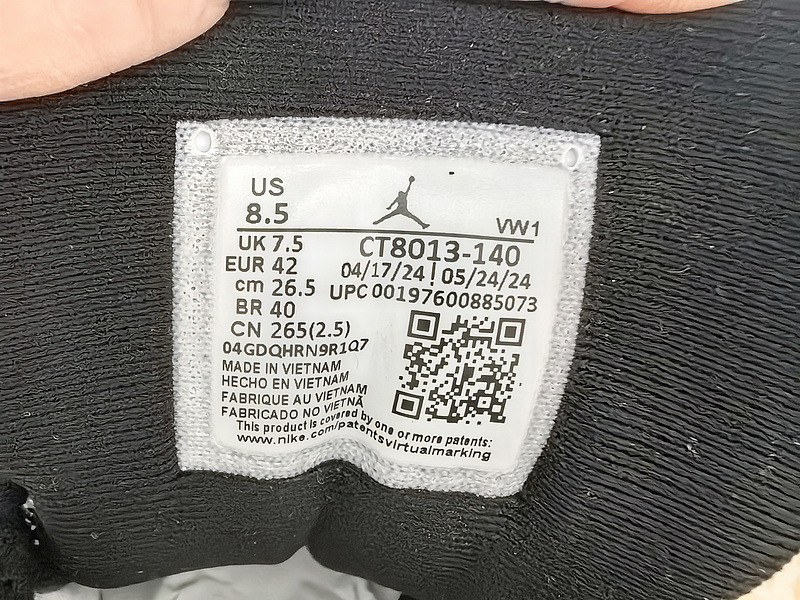 US
8.5
VW1
UK 7.5
CT8013-140
EUR 42
04/17/24 | 05/24/24
cm 26.5
UPC 00197600885073
BR 40
CN 265(2.5)
04GDQHRN9R1Q7
MADE IN VIETNAM
HECHO EN VIETNAM
FABRIQUE AU VIETNAM
FABRICADO NO VIETNÃ
This product is covered by one or more patents:
www.nike.com/patentsvirtualmarking